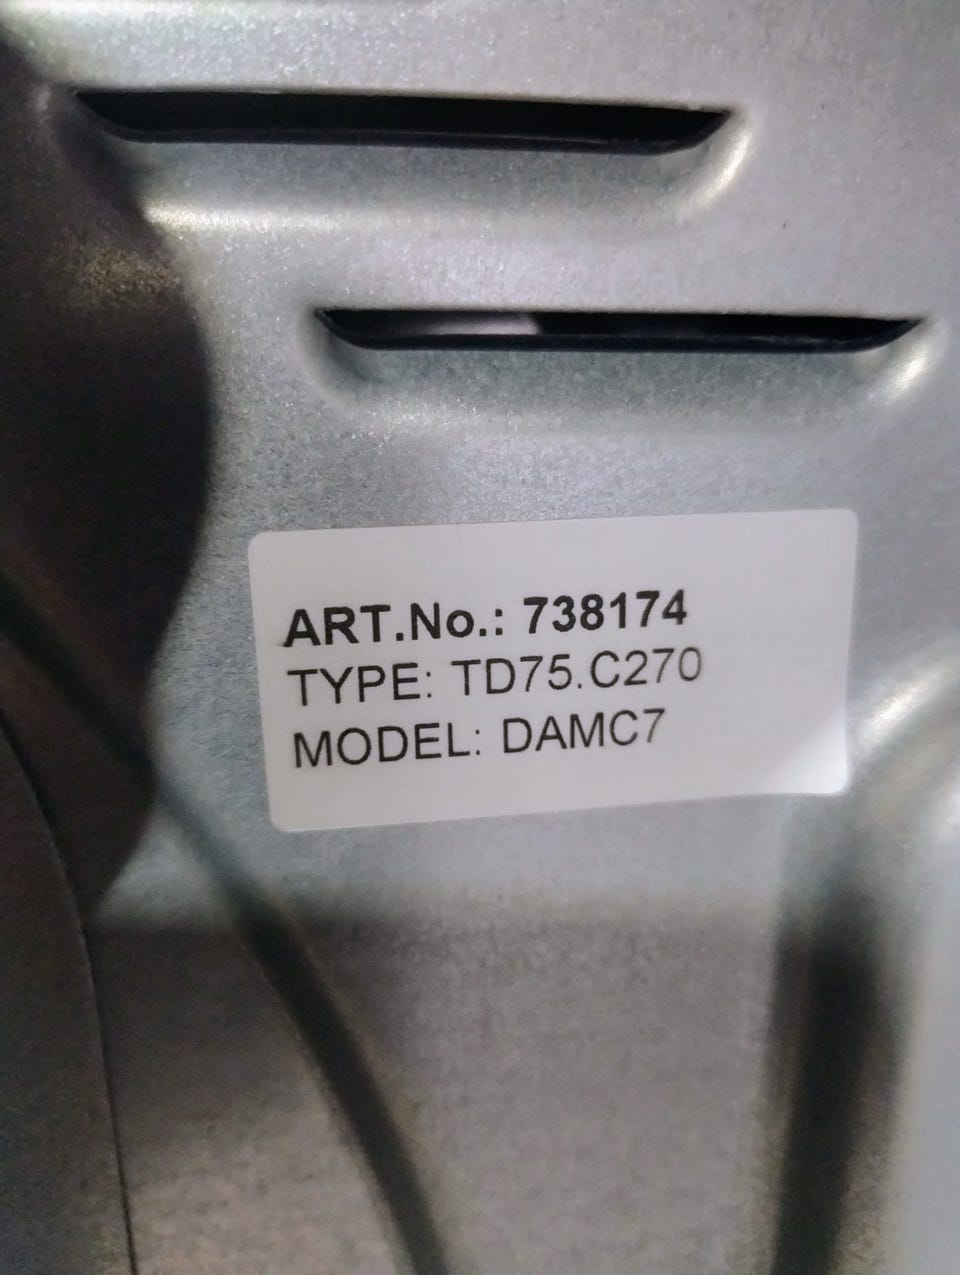 ART.No.: 738174
TYPE: TD75.C270
MODEL: DAMC7